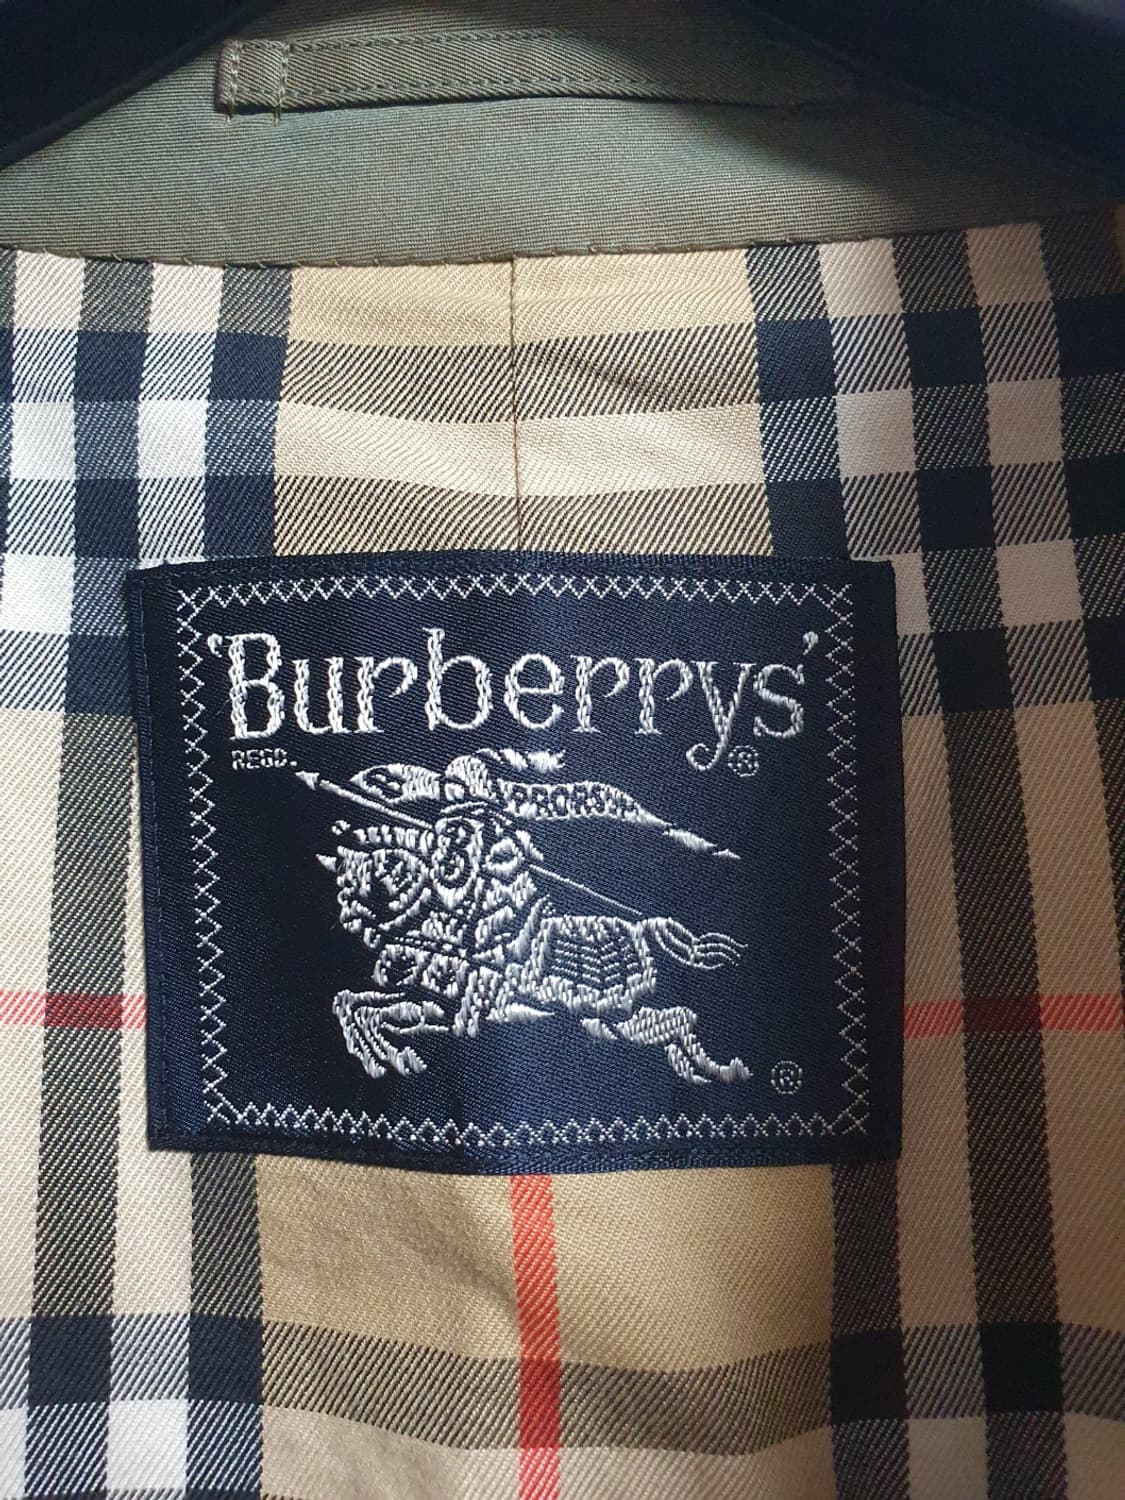 'Burberrys'
REGD. ®
B PRORSUM
®